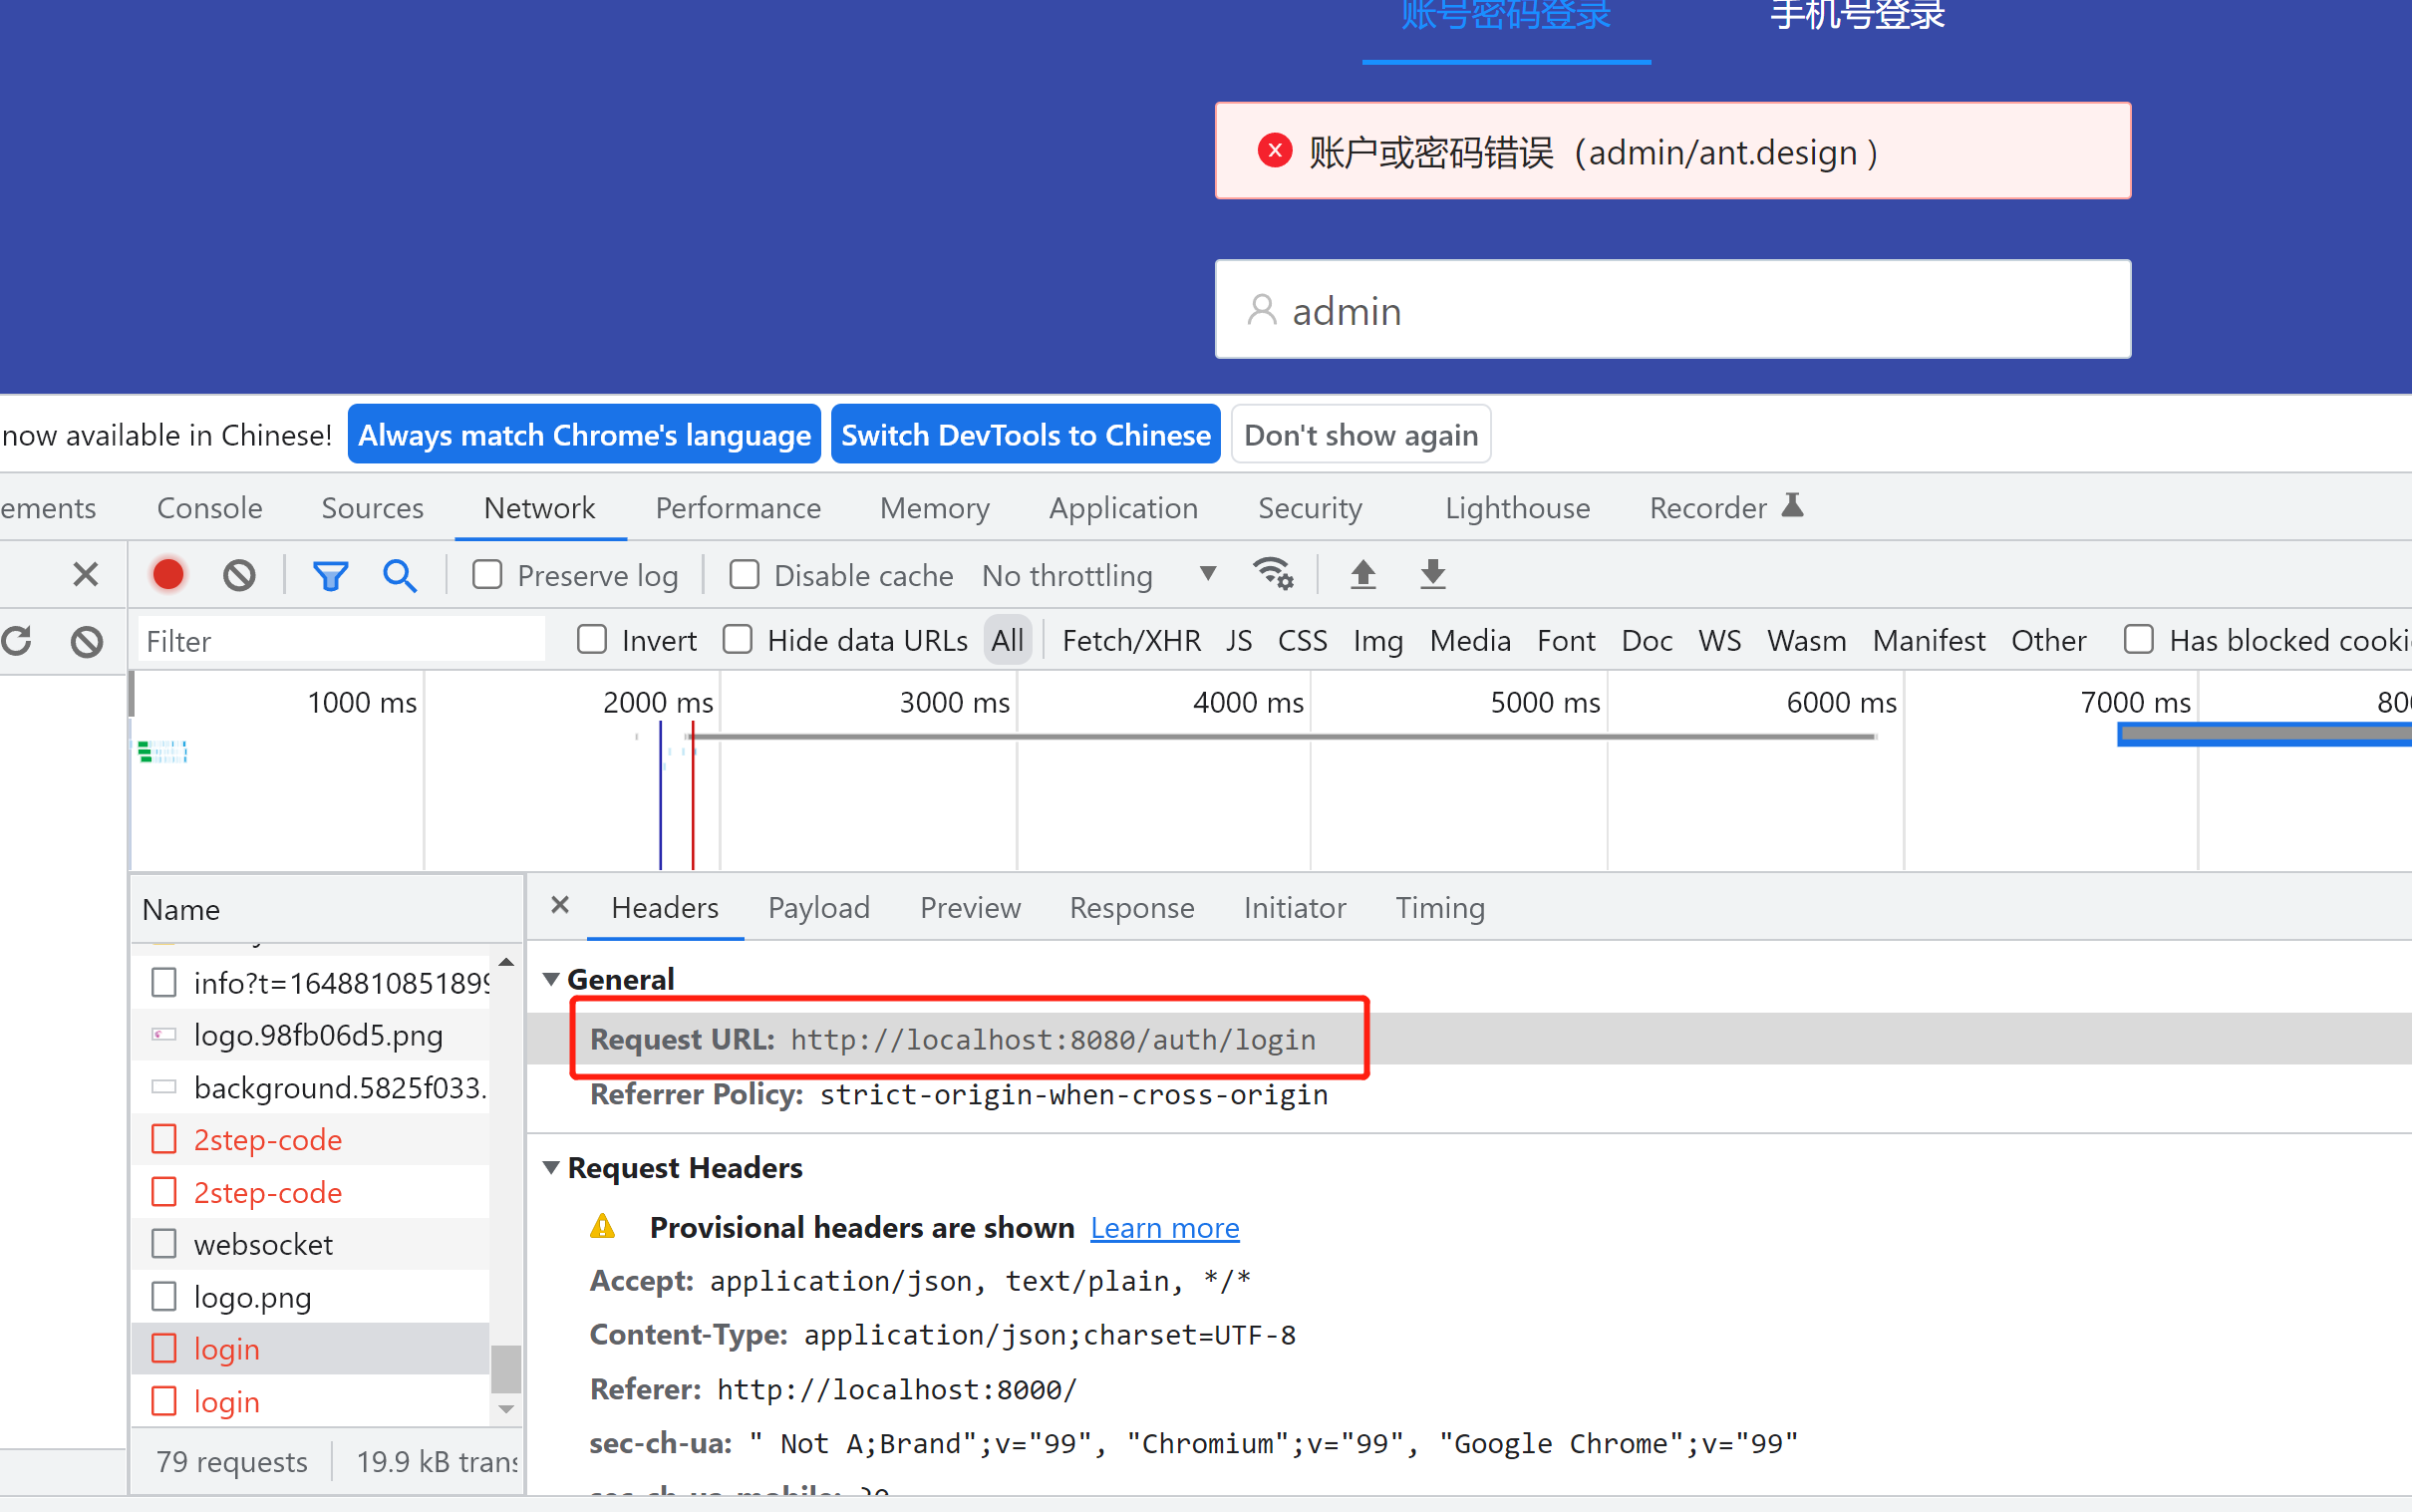 账号密码登录 手机号登录
账户或密码错误（admin/ant.design ）
admin
now available in Chinese! Always match Chrome's language Switch DevTools to Chinese Don't show again
ements Console Sources Network Performance Memory Application Security Lighthouse Recorder
Preserve log Disable cache No throttling
Filter Invert Hide data URLs All Fetch/XHR JS CSS Img Media Font Doc WS Wasm Manifest Other Has blocked cooki
1000 ms 2000 ms 3000 ms 4000 ms 5000 ms 6000 ms 7000 ms 800
Name
info?t=1648810851899
logo.98fb06d5.png
background.5825f033.
2step-code
2step-code
websocket
logo.png
login
login
79 requests 19.9 kB trans
Headers Payload Preview Response Initiator Timing
General
Request URL: http://localhost:8080/auth/login
Referrer Policy: strict-origin-when-cross-origin
Request Headers
Provisional headers are shown Learn more
Accept: application/json, text/plain, */*
Content-Type: application/json;charset=UTF-8
Referer: http://localhost:8000/
sec-ch-ua: " Not A;Brand";v="99", "Chromium";v="99", "Google Chrome";v="99"
sec-ch-ua-mobile: ?0